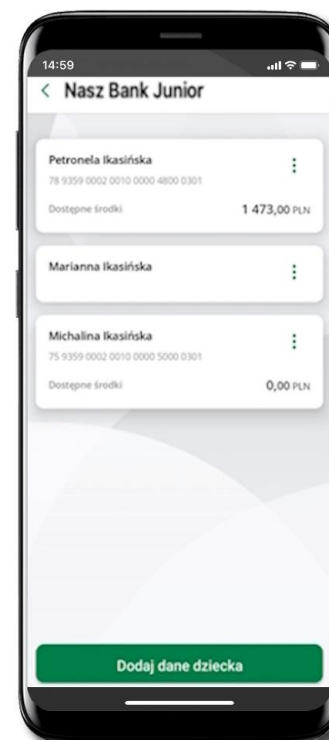 14:59
Nasz Bank Junior
Petronela Ikasińska
78 9359 0002 0010 0000 4800 0301
Dostępne środki 1 473,00 PLN
Marianna Ikasińska
Michalina Ikasińska
75 9359 0002 0010 0000 5000 0301
Dostępne środki 0,00 PLN
Dodaj dane dziecka